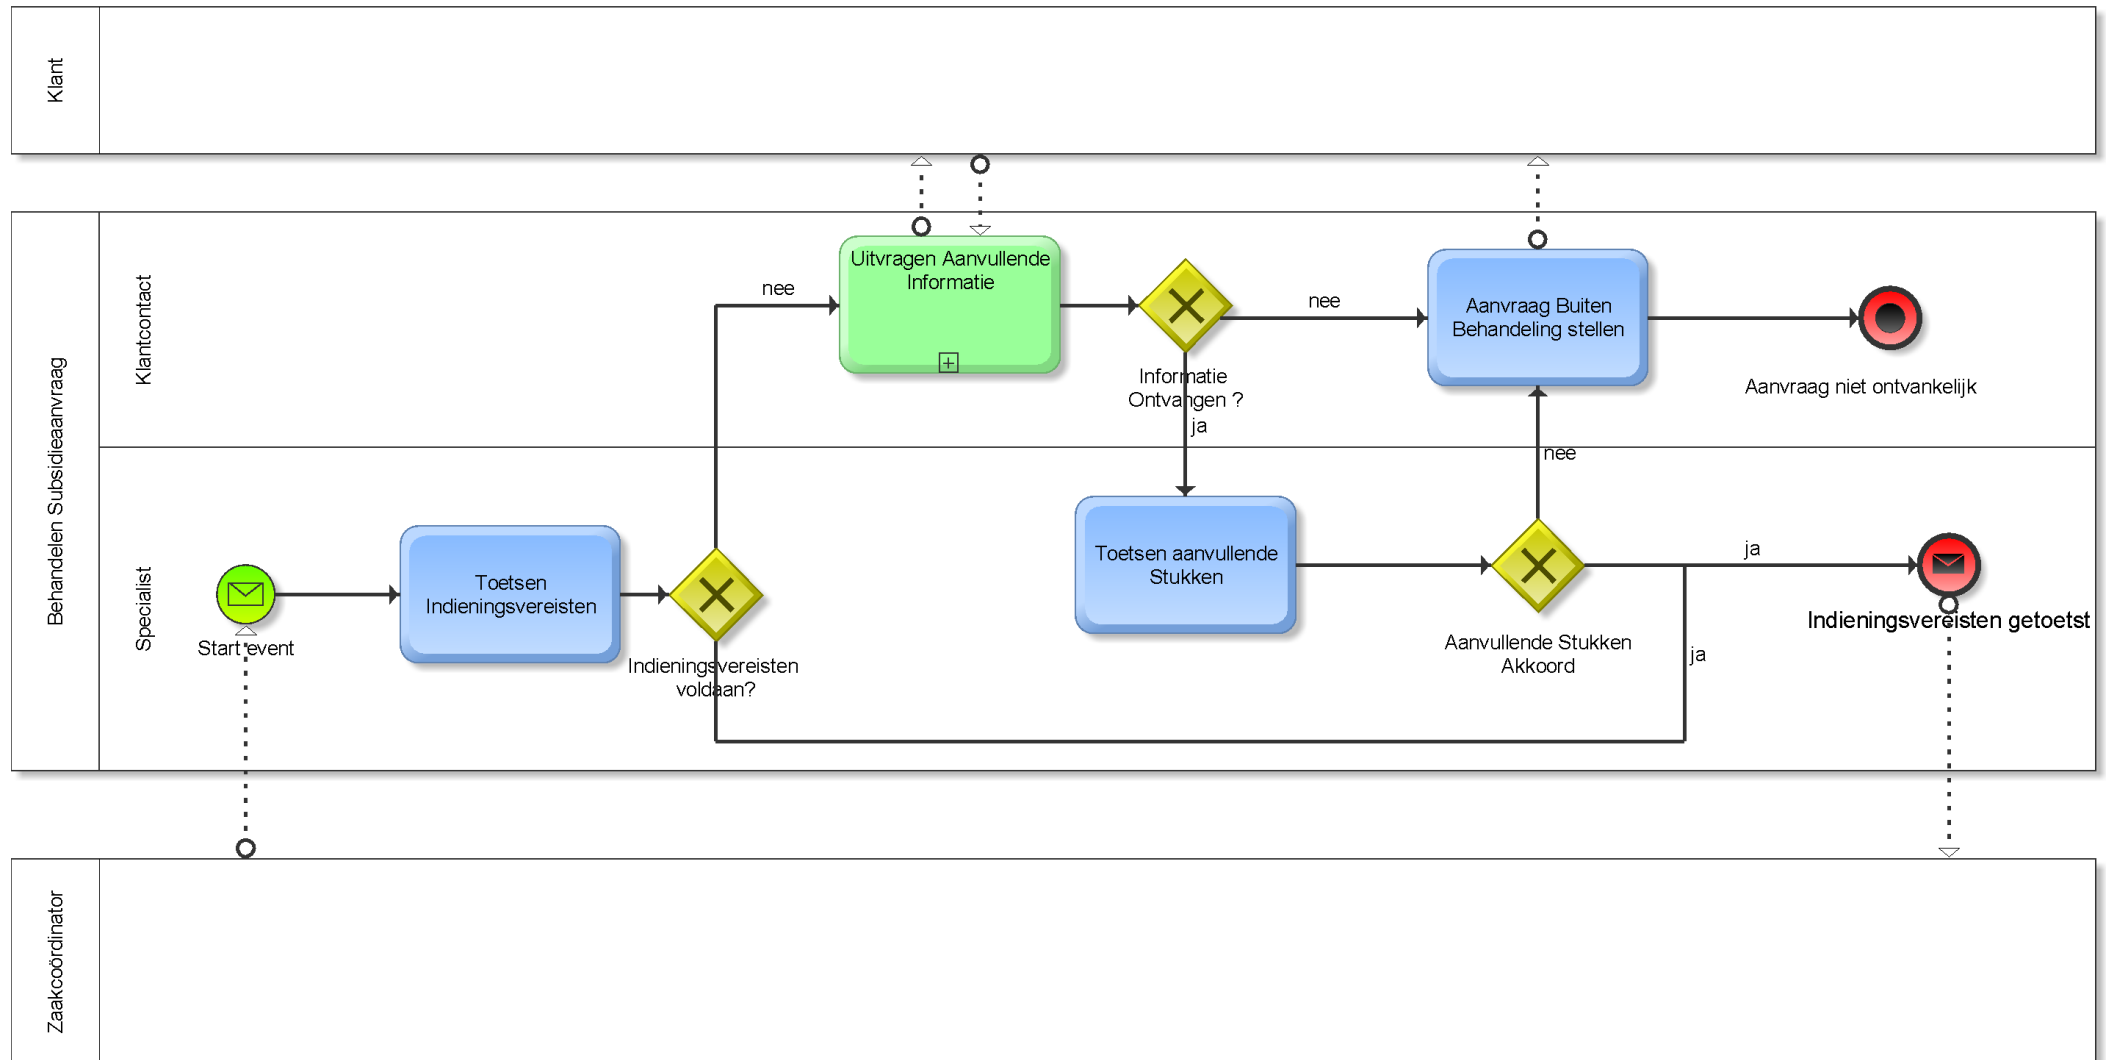 Klant
Behandelen Subsidieaanvraag
Klantcontact
nee
Uitvragen Aanvullende
Informatie
Informatie
Ontvangen ?
ja
nee
Aanvraag Buiten
Behandeling stellen
Aanvraag niet ontvankelijk
Specialist
Start event
Toetsen
Indieningsvereisten
Indieningsvereisten
voldaan?
Toetsen aanvullende
Stukken
nee
Aanvullende Stukken
Akkoord
ja
ja
Indieningsvereisten getoetst
Zaakcoördinator